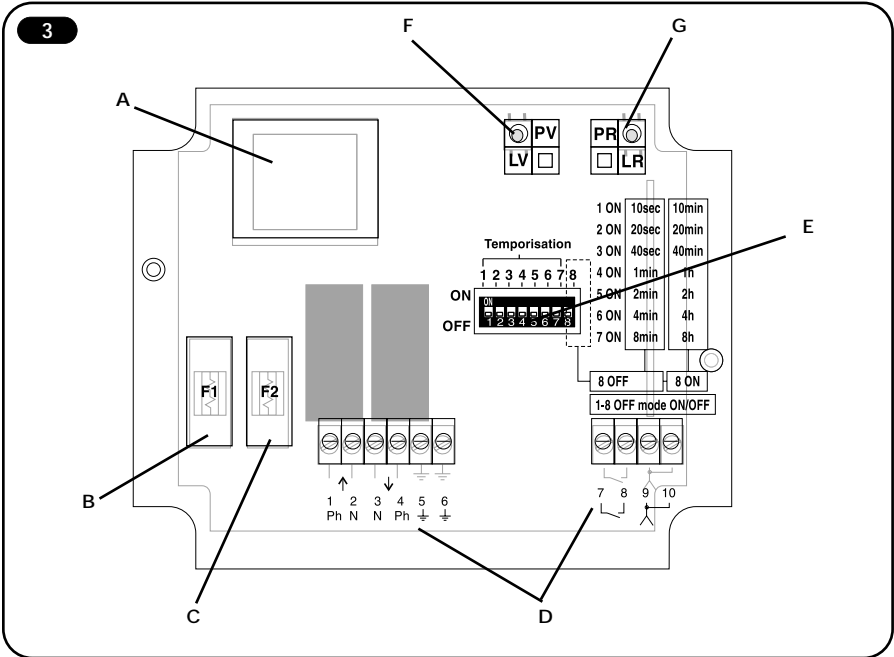 3
F G
A
PV PR
LV LR
E
1 ON 10sec 10min
2 ON 20sec 20min
3 ON 40sec 40min
4 ON 1min 1h
5 ON 2min 2h
6 ON 4min 4h
7 ON 8min 8h
Temporisation
1 2 3 4 5 6 7 8
ON
ON
OFF
1 2 3 4 5 6 7 8
8 OFF 8 ON
1-8 OFF mode ON/OFF
F1 F2
B
1 2 3 4 5 6
Ph N N Ph
7 8 9 10
C D